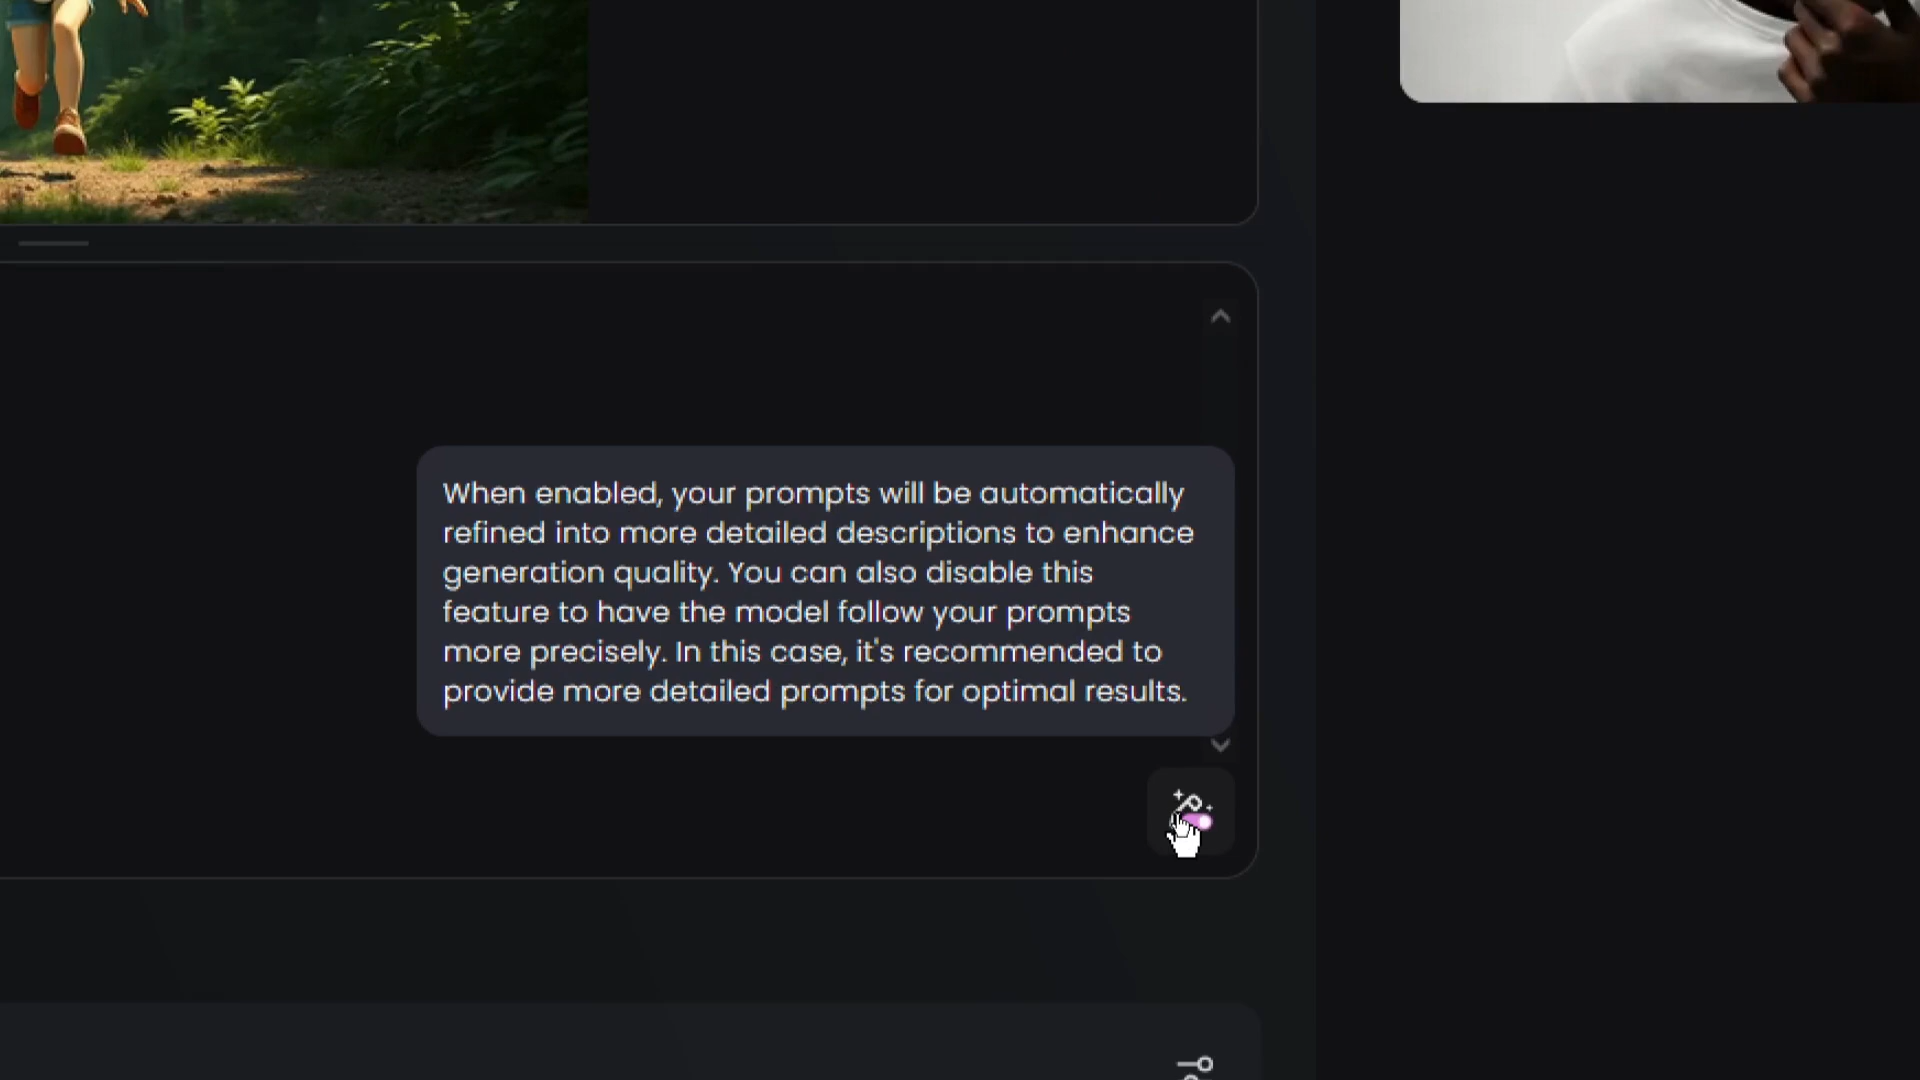 When enabled, your prompts will be automatically
refined into more detailed descriptions to enhance
generation quality. You can also disable this
feature to have the model follow your prompts
more precisely. In this case, it's recommended to
provide more detailed prompts for optimal results.